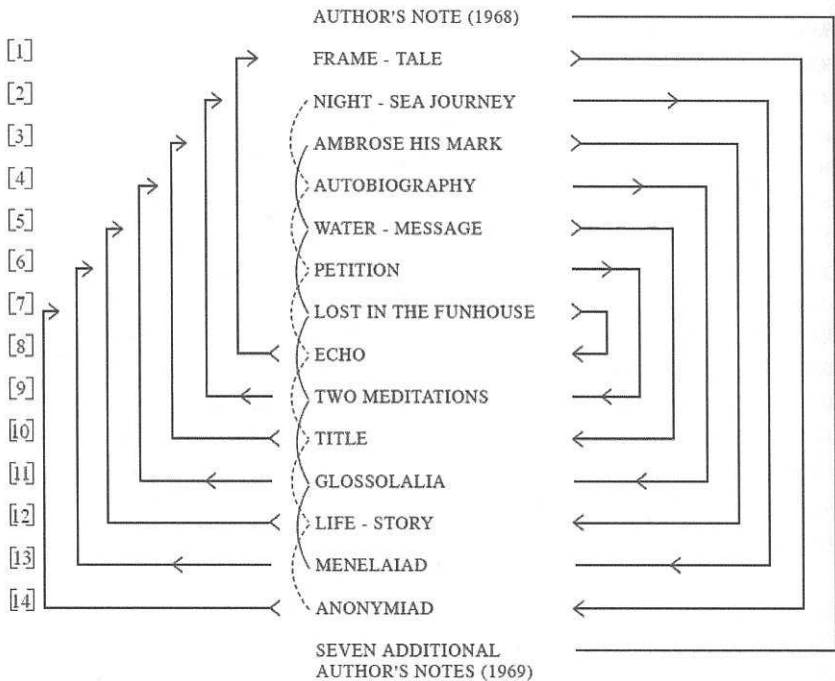 AUTHOR'S NOTE (1968)
[1] FRAME - TALE
[2] NIGHT - SEA JOURNEY
[3] AMBROSE HIS MARK
[4] AUTOBIOGRAPHY
[5] WATER - MESSAGE
[6] PETITION
[7] LOST IN THE FUNHOUSE
[8] ECHO
[9] TWO MEDITATIONS
[10] TITLE
[11] GLOSSOLALIA
[12] LIFE - STORY
[13] MENELAIAD
[14] ANONYMIAD
SEVEN ADDITIONAL
AUTHOR'S NOTES (1969)